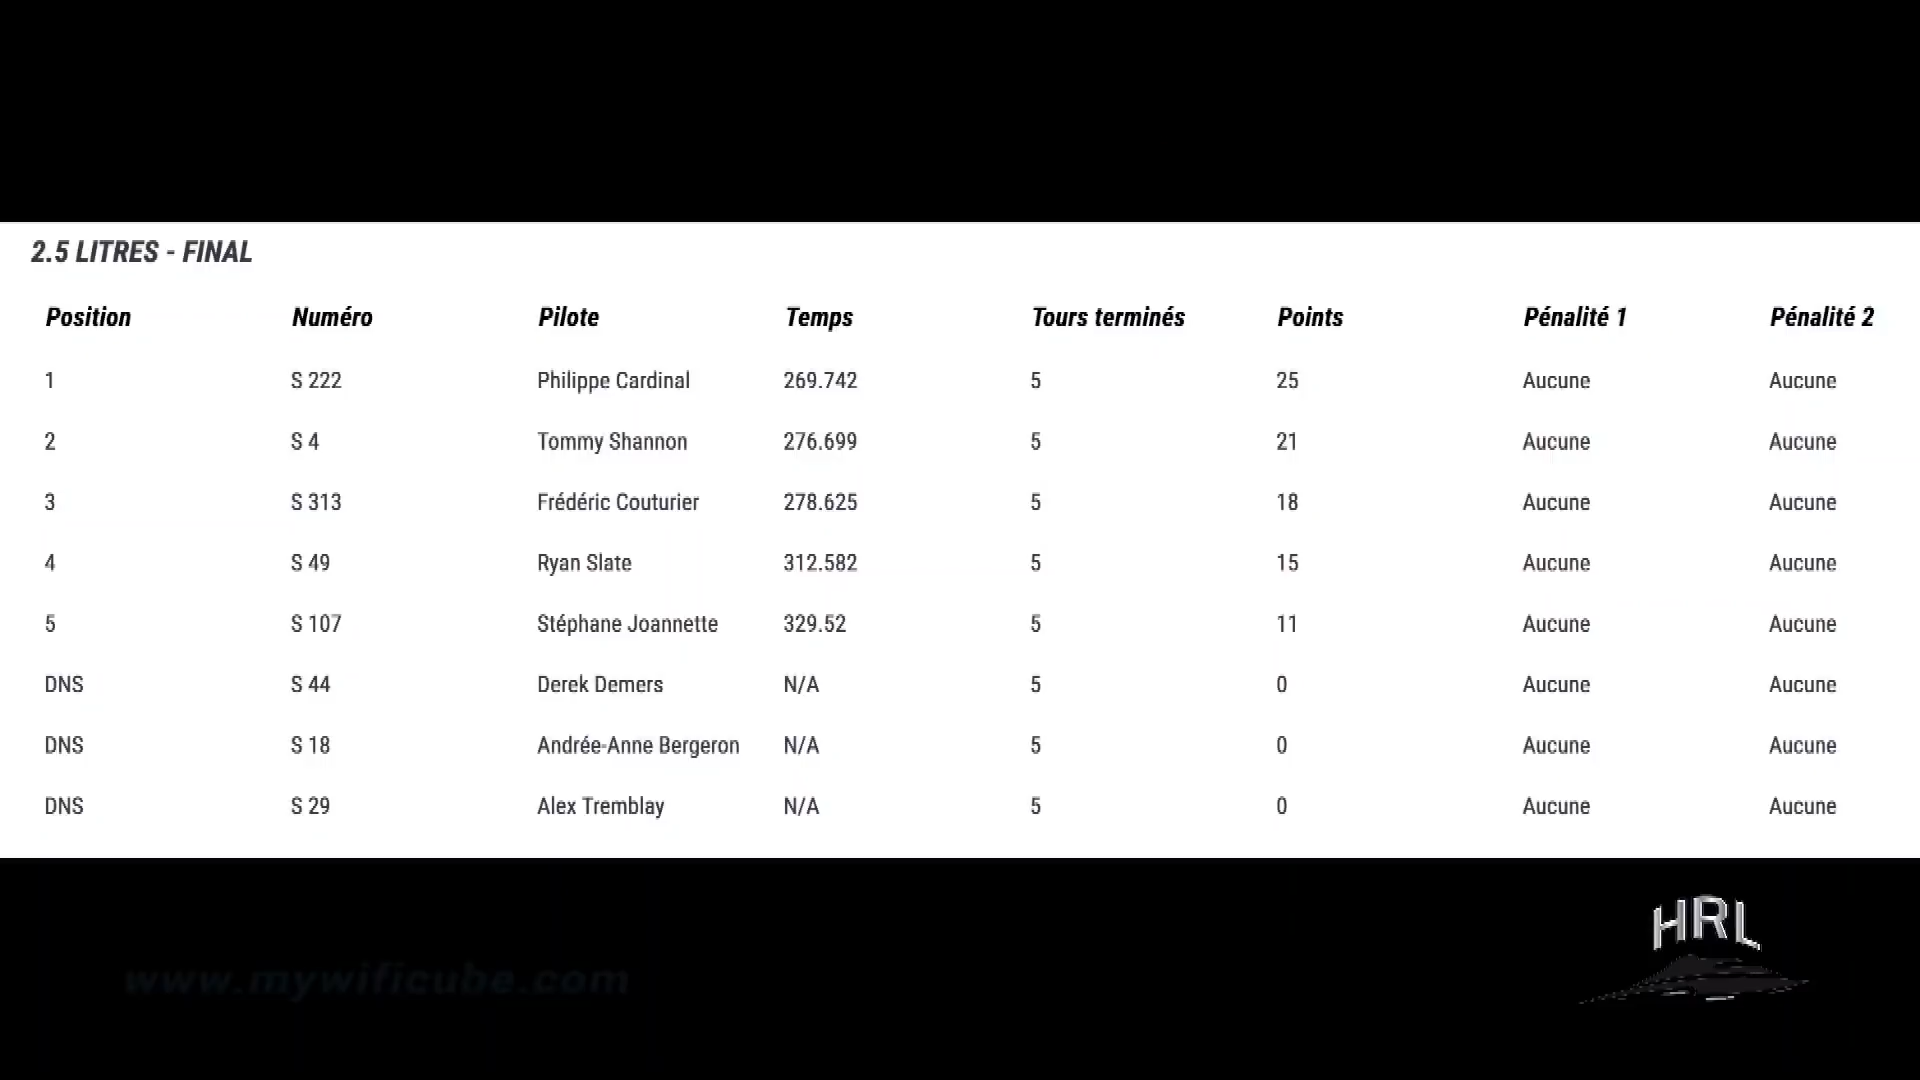 2.5 LITRES - FINAL
Position Numéro Pilote Temps Tours terminés Points Pénalité 1 Pénalité 2
1 S 222 Philippe Cardinal 269.742 5 25 Aucune Aucune
2 S 4 Tommy Shannon 276.699 5 21 Aucune Aucune
3 S 313 Frédéric Couturier 278.625 5 18 Aucune Aucune
4 S 49 Ryan Slate 312.582 5 15 Aucune Aucune
5 S 107 Stéphane Joannette 329.52 5 11 Aucune Aucune
DNS S 44 Derek Demers N/A 5 0 Aucune Aucune
DNS S 18 Andrée-Anne Bergeron N/A 5 0 Aucune Aucune
DNS S 29 Alex Tremblay N/A 5 0 Aucune Aucune
HRL
www.mywificube.com